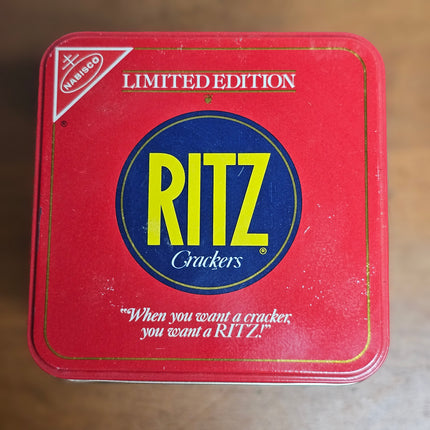 NABISCO
®
LIMITED EDITION
RITZ®
Crackers
"When you want a cracker,
you want a RITZ!"